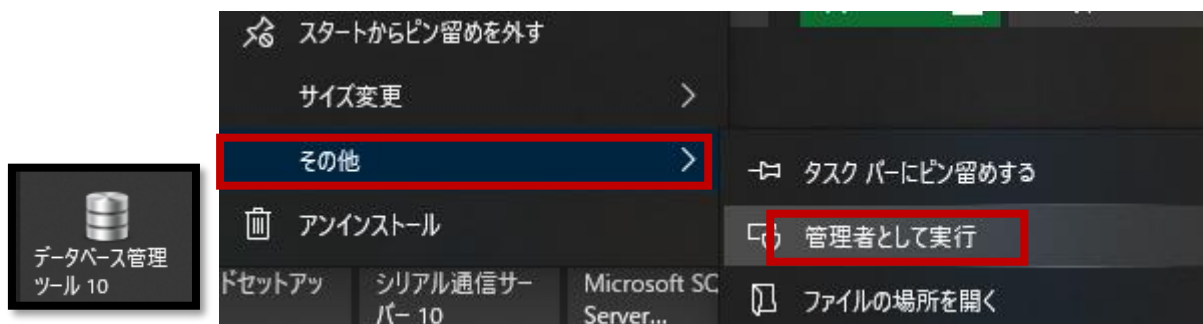 スタートからピン留めを外す
サイズ変更
その他
アンインストール
タスク バーにピン留めする
管理者として実行
ファイルの場所を開く
データベース管理
ツール 10
ドセットアッ
シリアル通信サー
バー 10
Microsoft SC
Server...